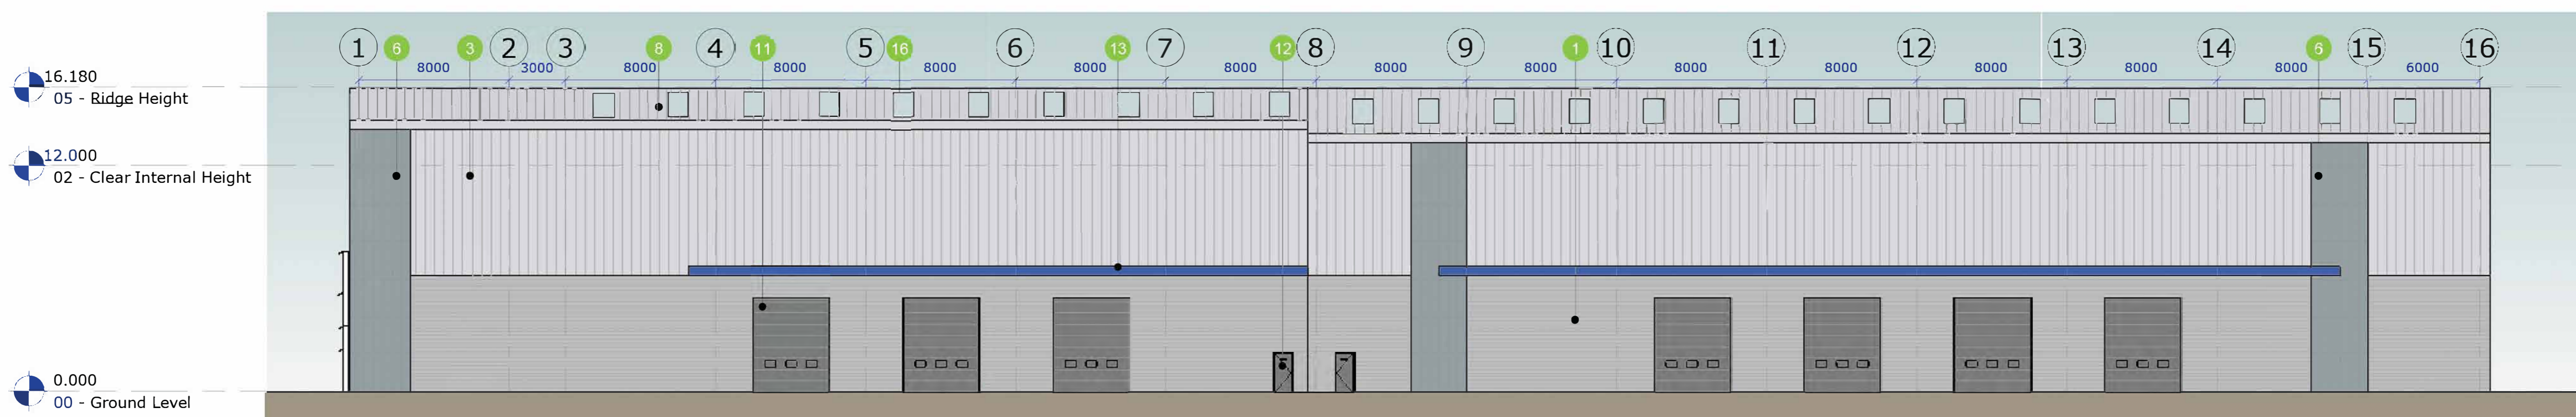 1 6 3 2 3 8 4 11 5 16 6 13 7 12 8 9 1 10 11 12 13 14 6 15 16
8000 3000 8000 8000 8000 8000 8000 8000 8000 8000 8000 8000 8000 8000 6000
16.180
05 - Ridge Height
12.000
02 - Clear Internal Height
0.000
00 - Ground Level